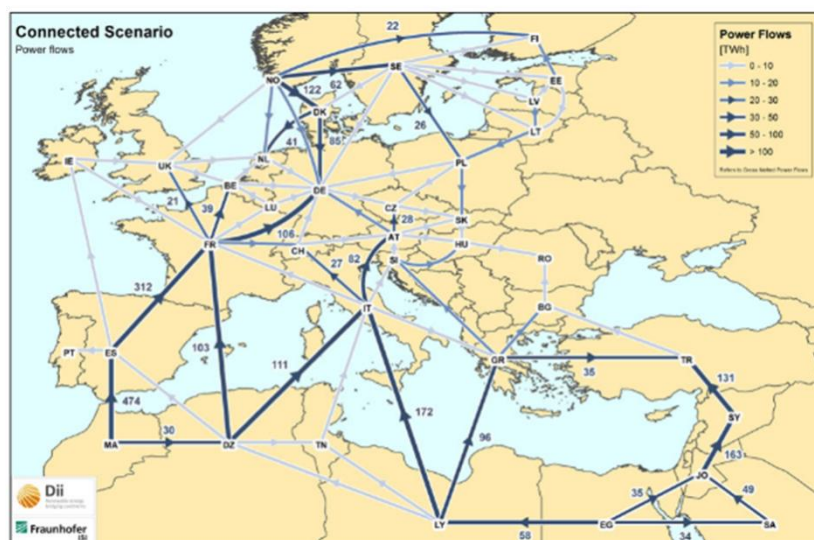 Connected Scenario
Power flows
Power Flows
[TWh]
0 - 10
10 - 20
20 - 30
30 - 50
50 - 100
> 100
22
FI
NO
62
SE
EE
122
DK
LV
LT
26
41
85
IE
UK
NL
PL
BE
DE
21
39
LU
CZ
SK
28
106
AT
HU
FR
CH
82
SI
RO
27
312
IT
BG
PT
ES
103
111
GR
35
TR
474
131
172
SY
30
96
MA
DZ
TN
163
JO
35
49
LY
EG
SA
58
34
Dii
Fraunhofer
ISI